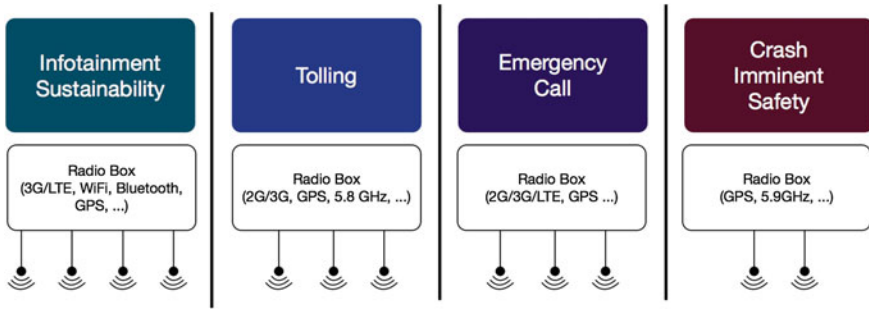 Infotainment
Sustainability
Radio Box
(3G/LTE, WiFi, Bluetooth,
GPS, ...)
Tolling
Radio Box
(2G/3G, GPS, 5.8 GHz, ...)
Emergency
Call
Radio Box
(2G/3G/LTE, GPS ...)
Crash
Imminent
Safety
Radio Box
(GPS, 5.9GHz, ...)